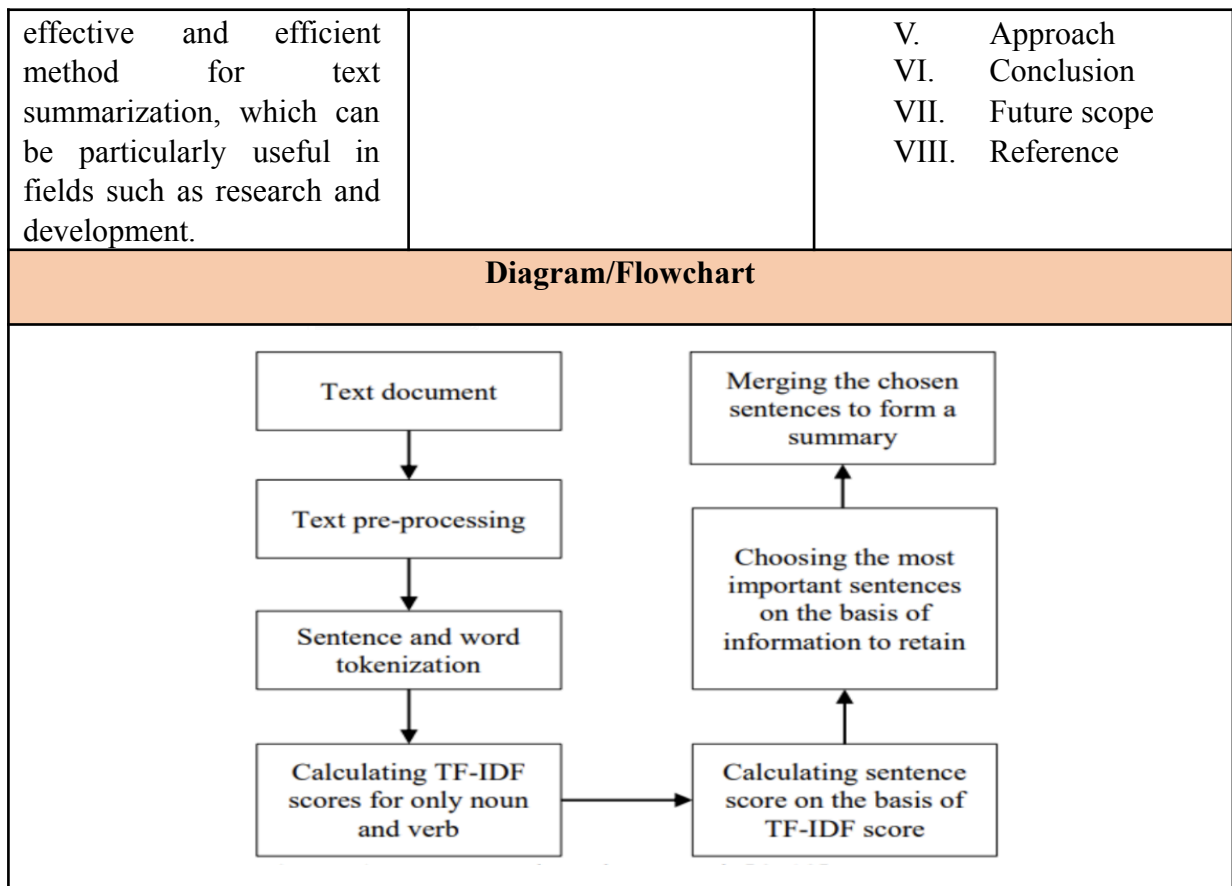 effective and efficient
method for text
summarization, which can
be particularly useful in
fields such as research and
development.
V. Approach
VI. Conclusion
VII. Future scope
VIII. Reference
Diagram/Flowchart
Text document
Text pre-processing
Sentence and word
tokenization
Calculating TF-IDF
scores for only noun
and verb
Calculating sentence
score on the basis of
TF-IDF score
Choosing the most
important sentences
on the basis of
information to retain
Merging the chosen
sentences to form a
summary